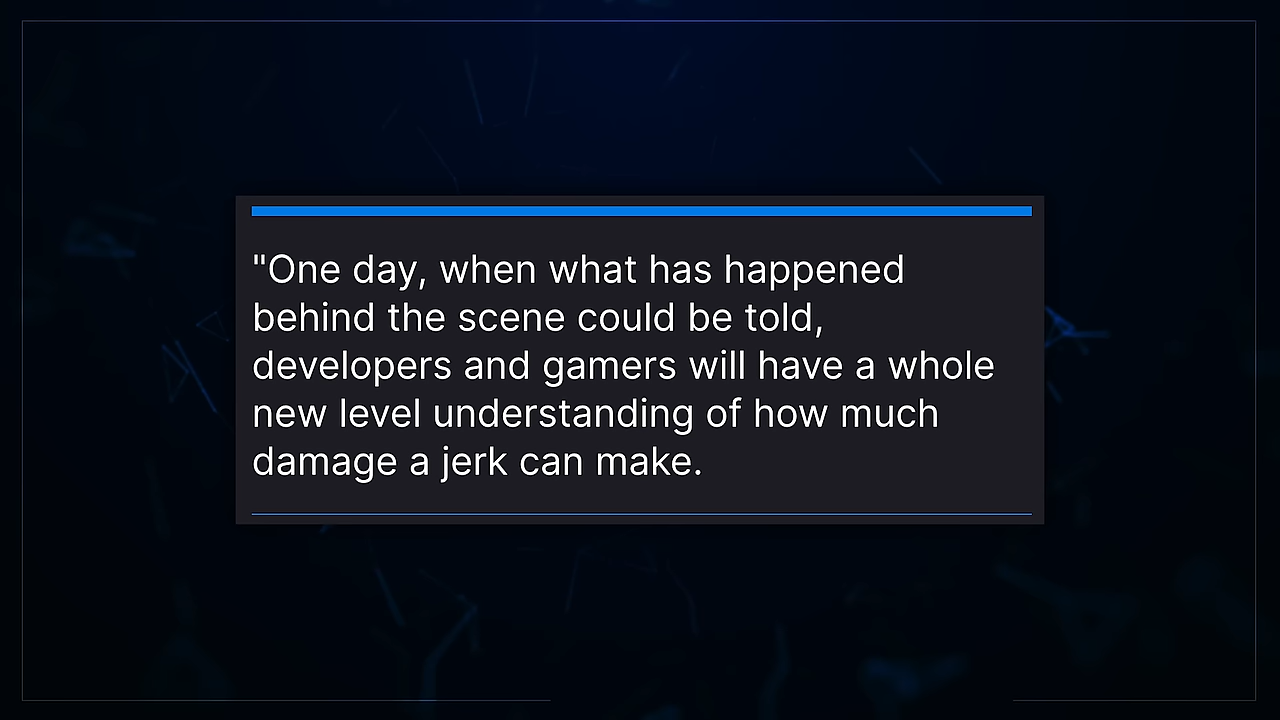 "One day, when what has happened
behind the scene could be told,
developers and gamers will have a whole
new level understanding of how much
damage a jerk can make.